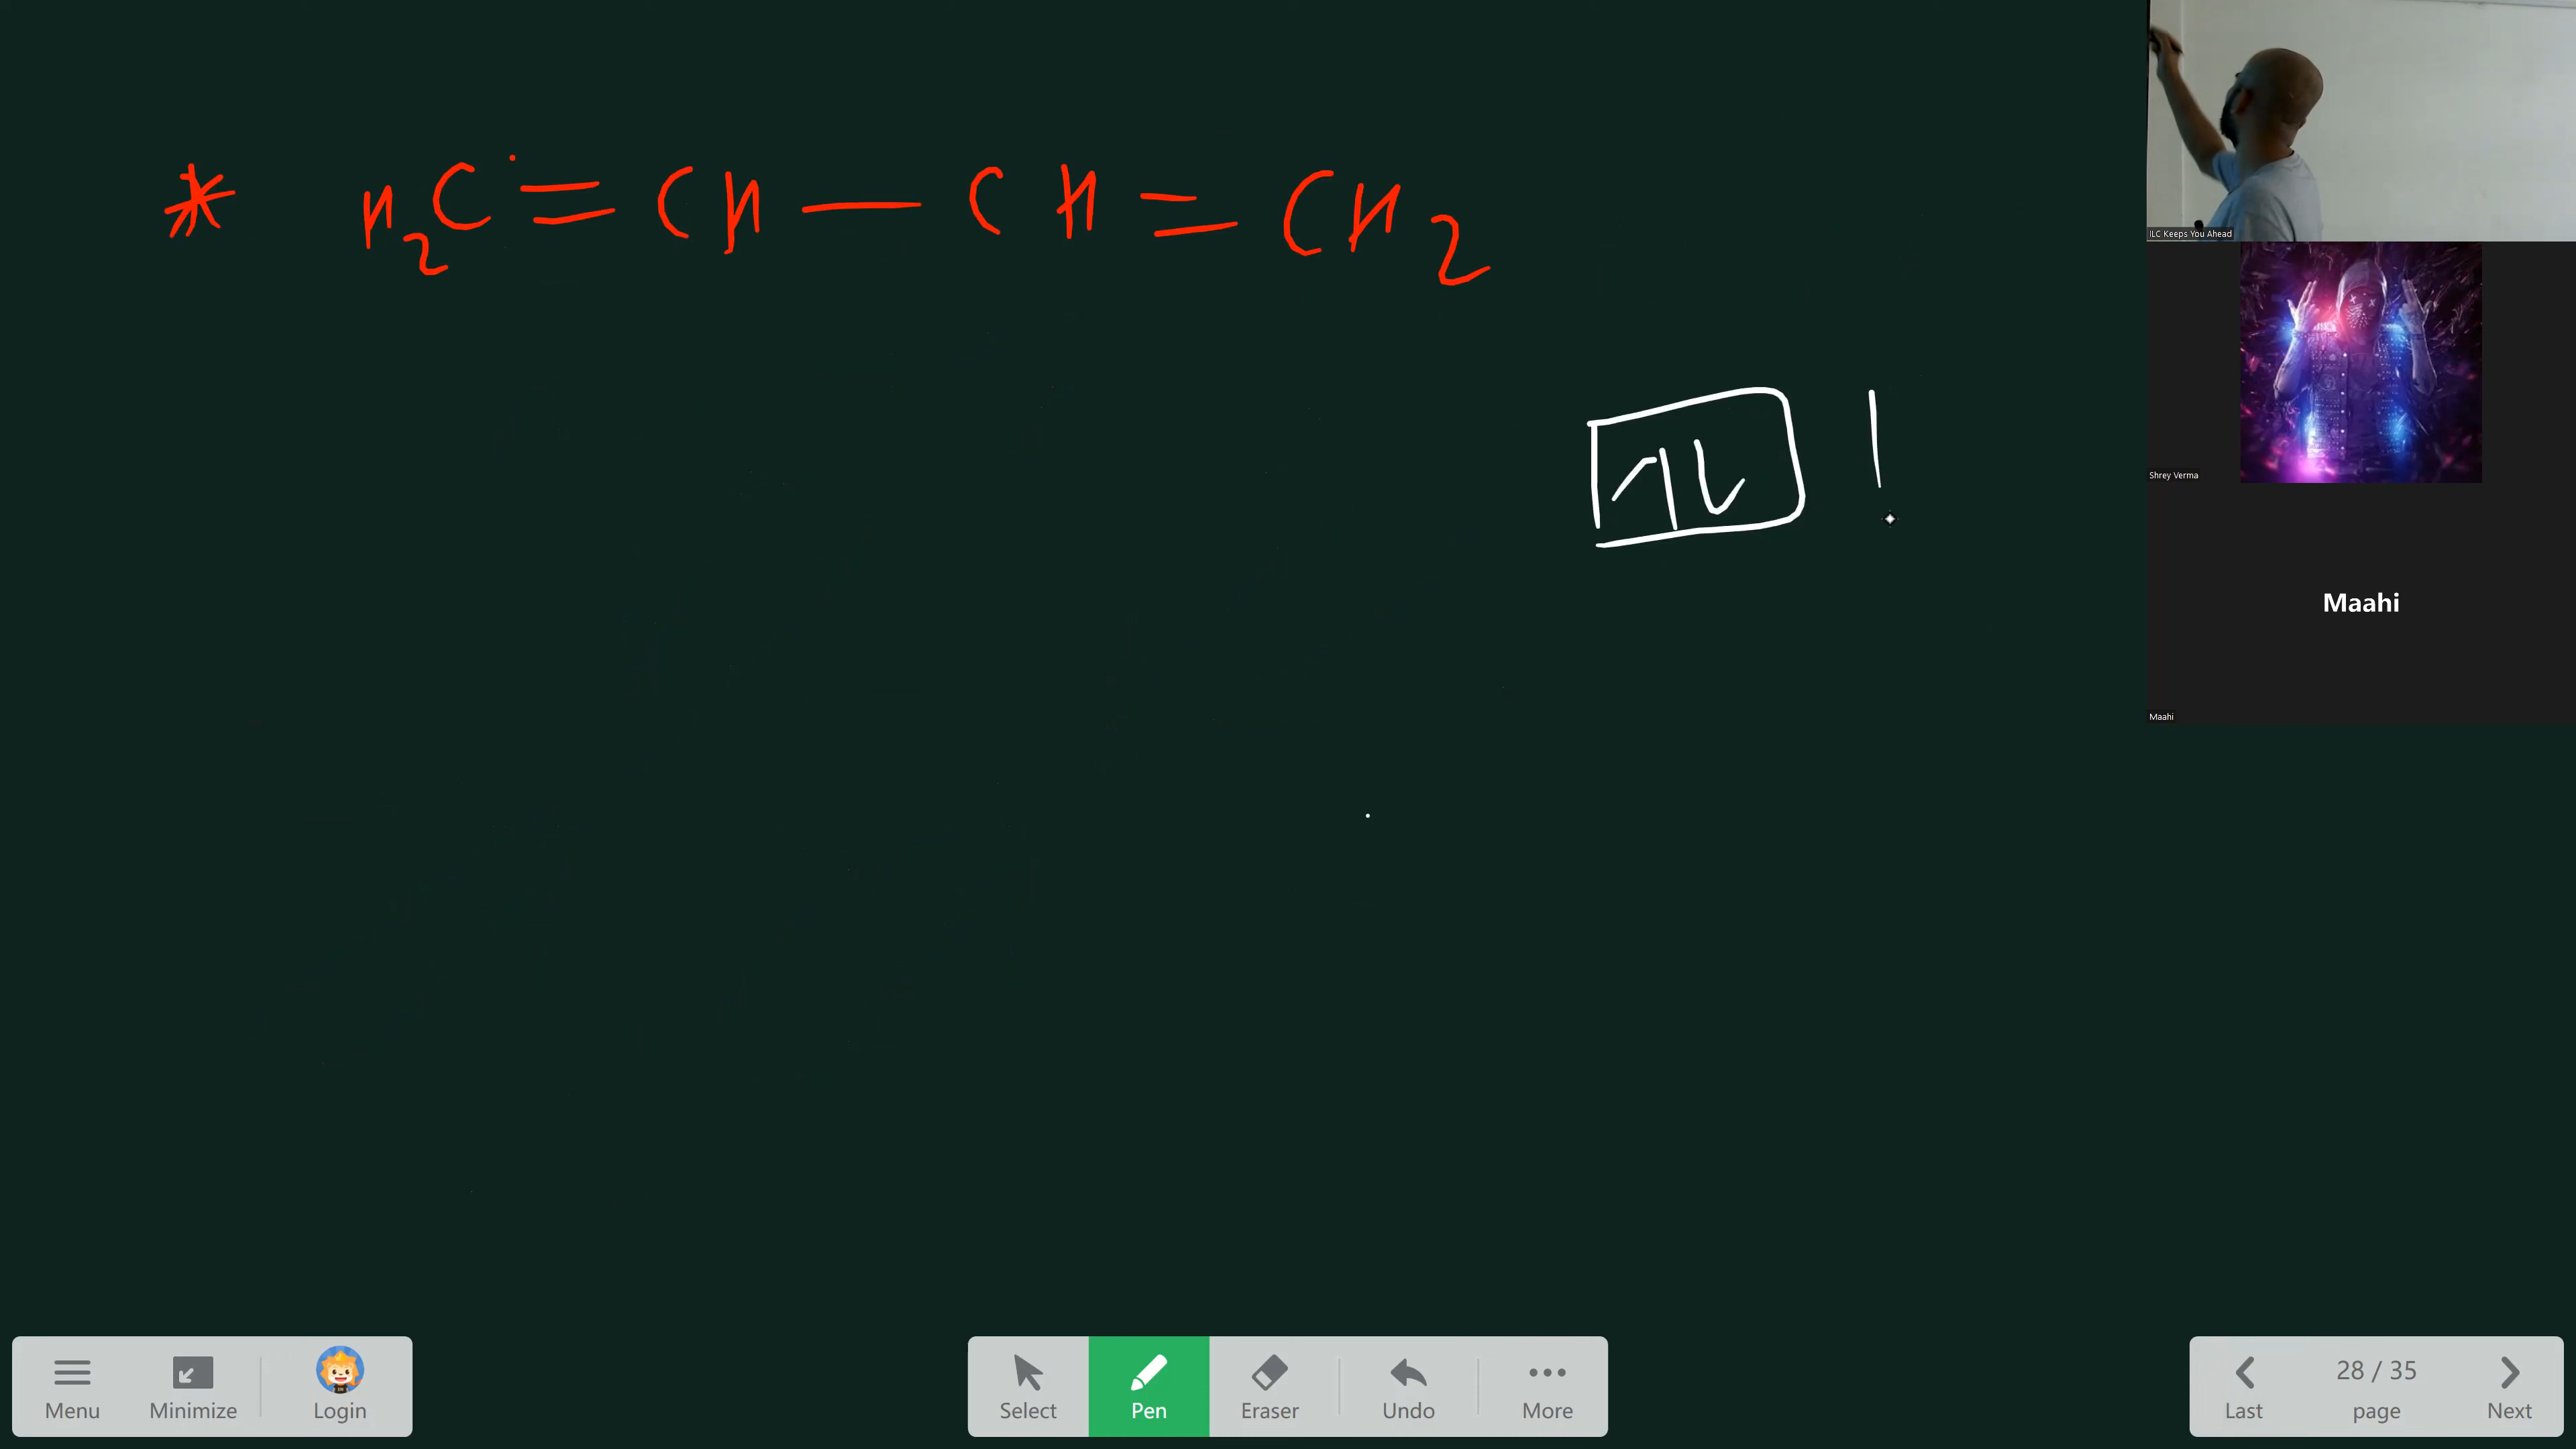 * H₂C = CH — CH = CH₂
1L !
ILC Keeps You Ahead
Shrey Verma
Maahi
Maahi
Menu Minimize Login
Select Pen Eraser Undo More
28 / 35
Last page Next